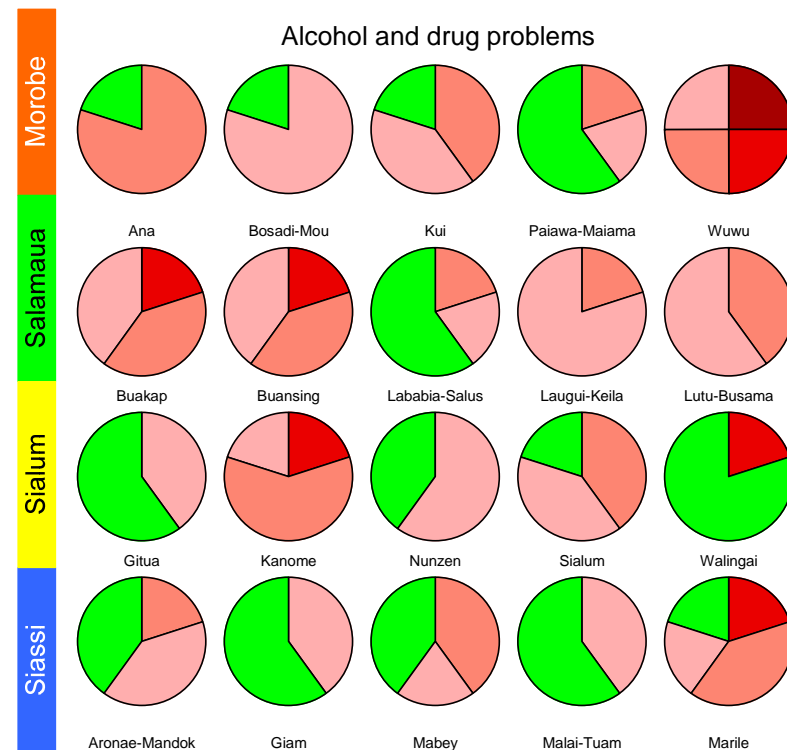 Alcohol and drug problems
Morobe
Ana
Bosadi-Mou
Kui
Paiawa-Maiama
Wuwu
Salamaua
Buakap
Buansing
Lababia-Salus
Laugui-Keila
Lutu-Busama
Sialum
Gitua
Kanome
Nunzen
Sialum
Walingai
Siassi
Aronae-Mandok
Giam
Mabey
Malai-Tuam
Marile